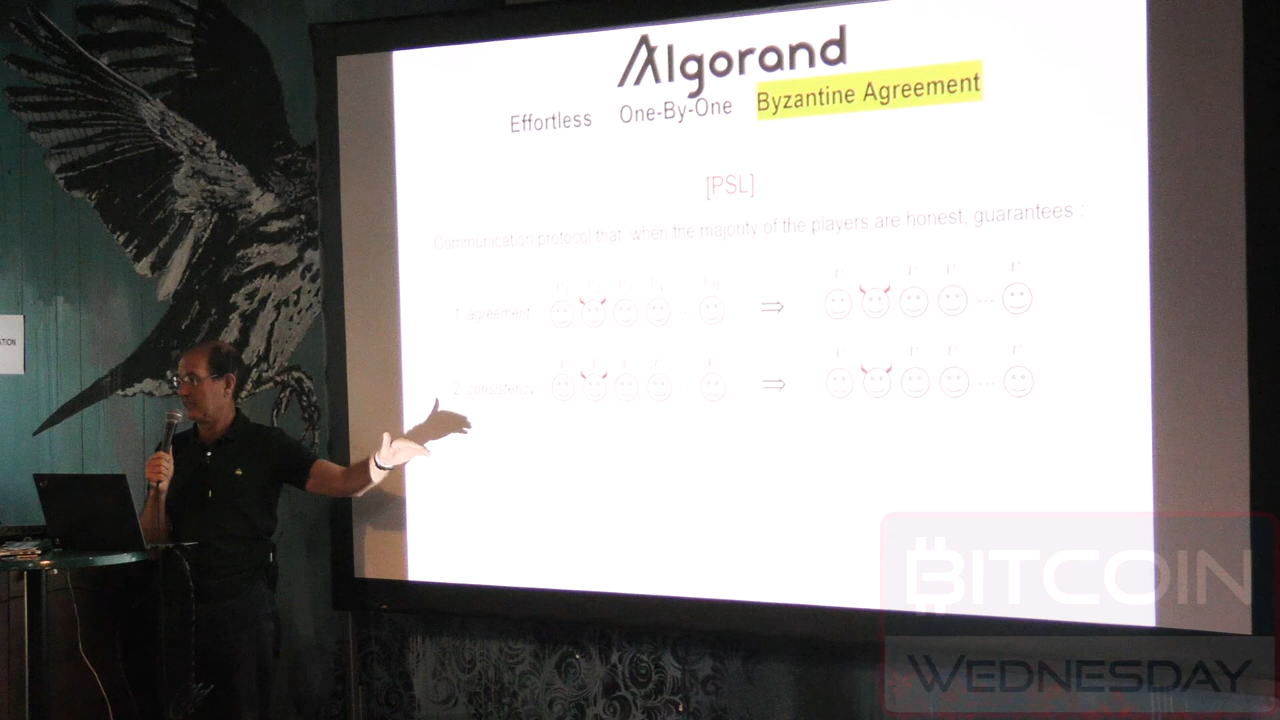 Algorand
Effortless One-By-One Byzantine Agreement
[PSL]
Communication protocol that when the majority of the players are honest, guarantees :
1. agreement
⇒
...
2. consistency
⇒
...
BITCOIN
WEDNESDAY